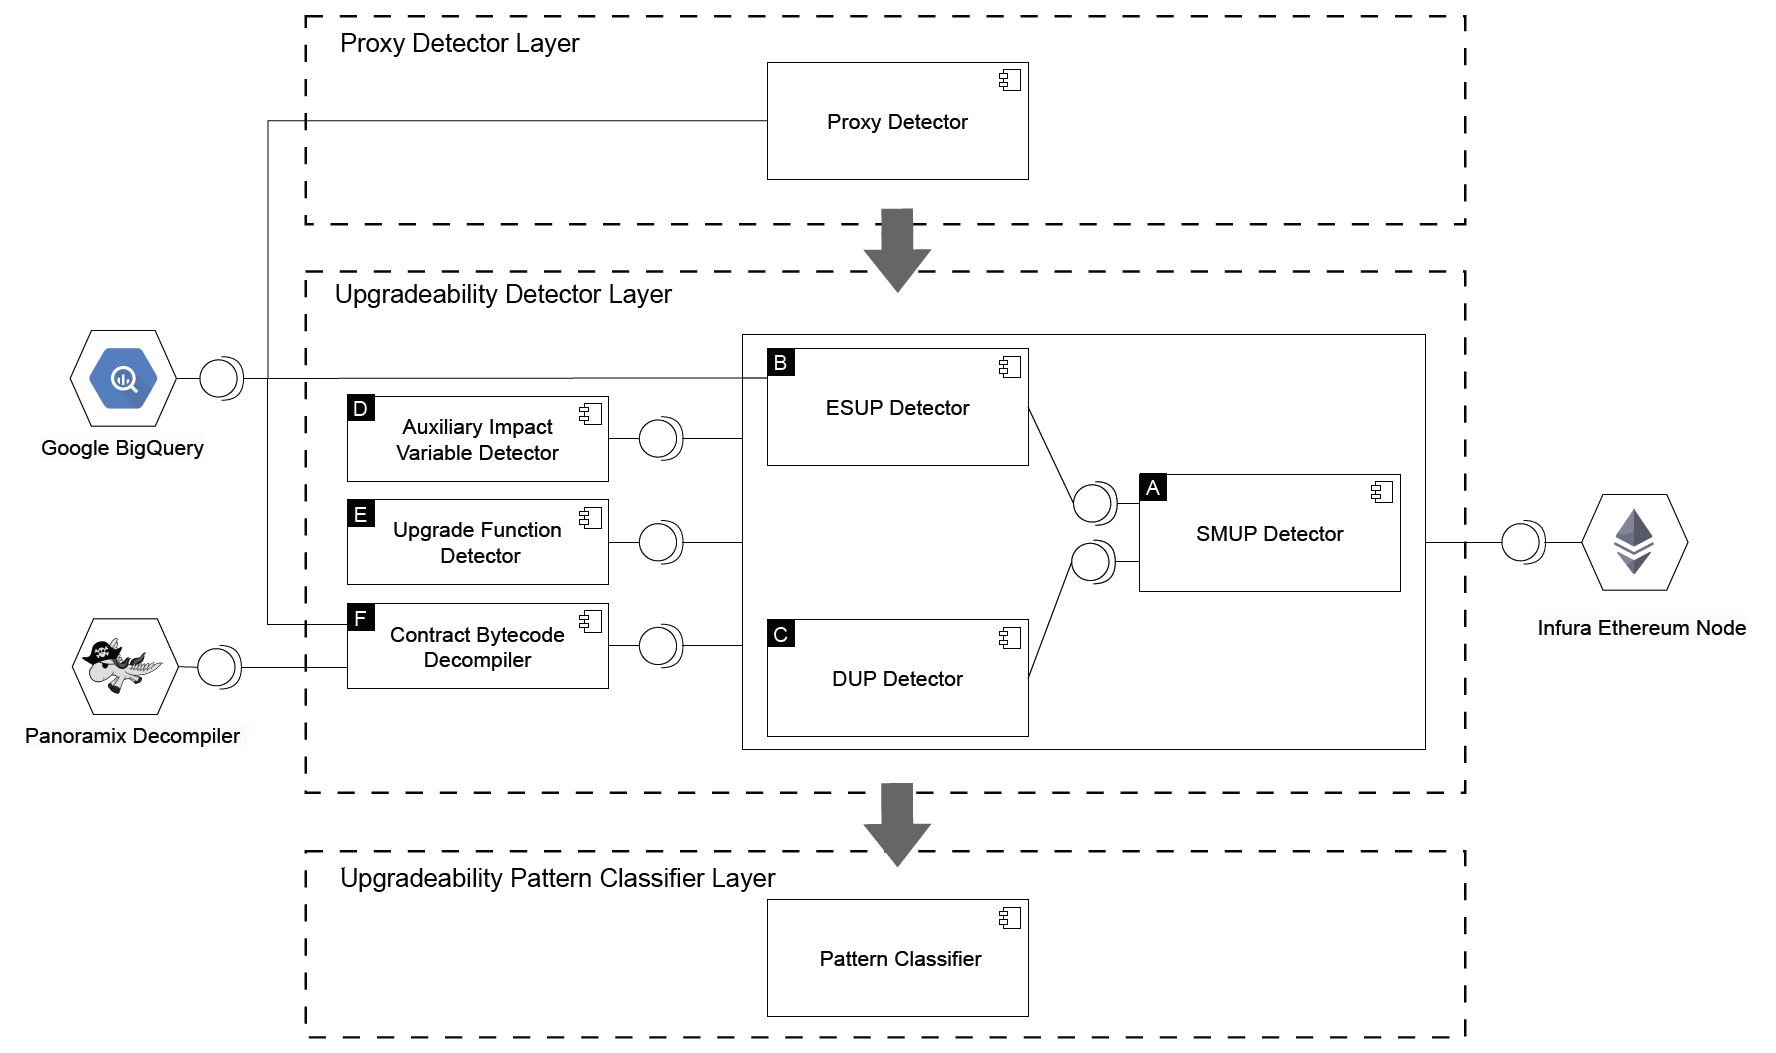 Proxy Detector Layer
Proxy Detector
Upgradeability Detector Layer
B
ESUP Detector
Google BigQuery
D
Auxiliary Impact
Variable Detector
A
SMUP Detector
E
Upgrade Function
Detector
Infura Ethereum Node
F
Contract Bytecode
Decompiler
C
DUP Detector
Panoramix Decompiler
Upgradeability Pattern Classifier Layer
Pattern Classifier